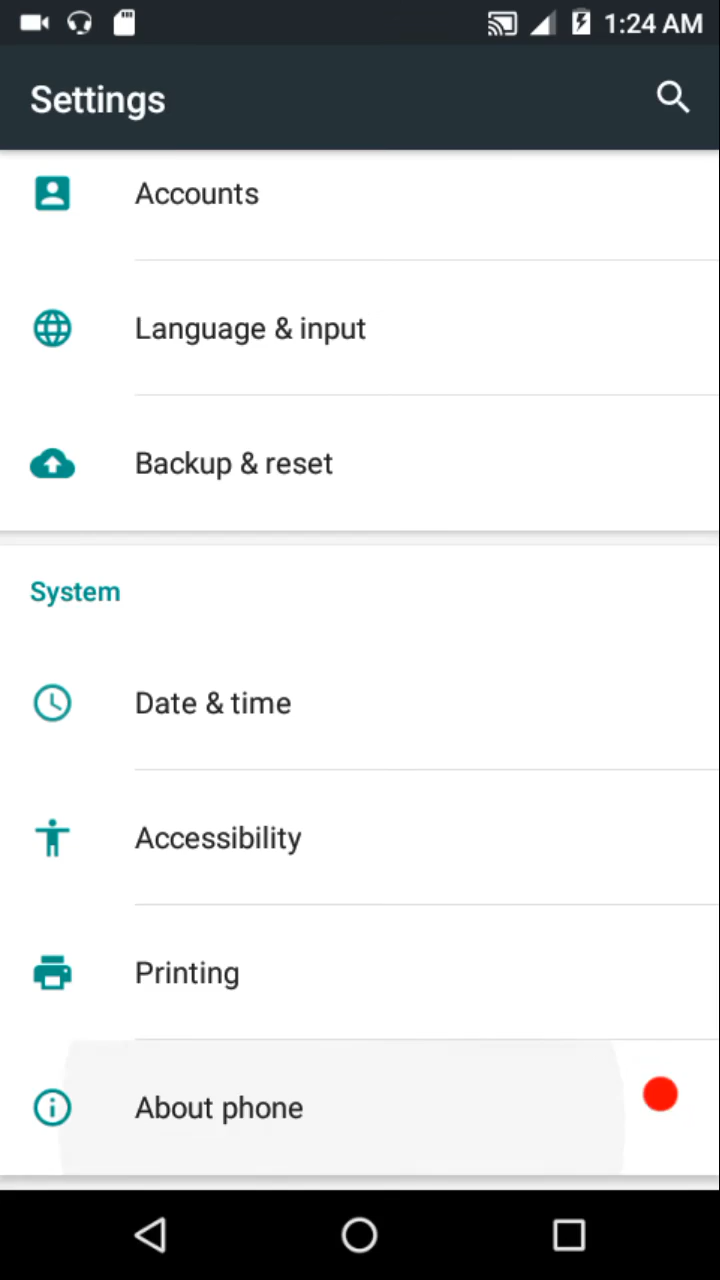 1:24 AM
Settings
Accounts
Language & input
Backup & reset
System
Date & time
Accessibility
Printing
About phone